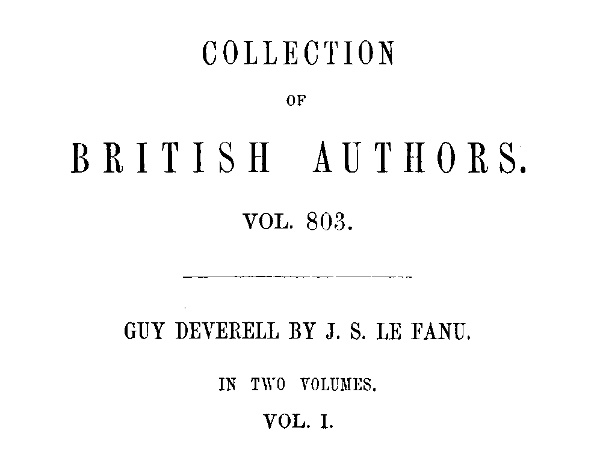 COLLECTION
OF
BRITISH AUTHORS.
VOL. 803.
GUY DEVERELL BY J. S. LE FANU.
IN TWO VOLUMES.
VOL. I.